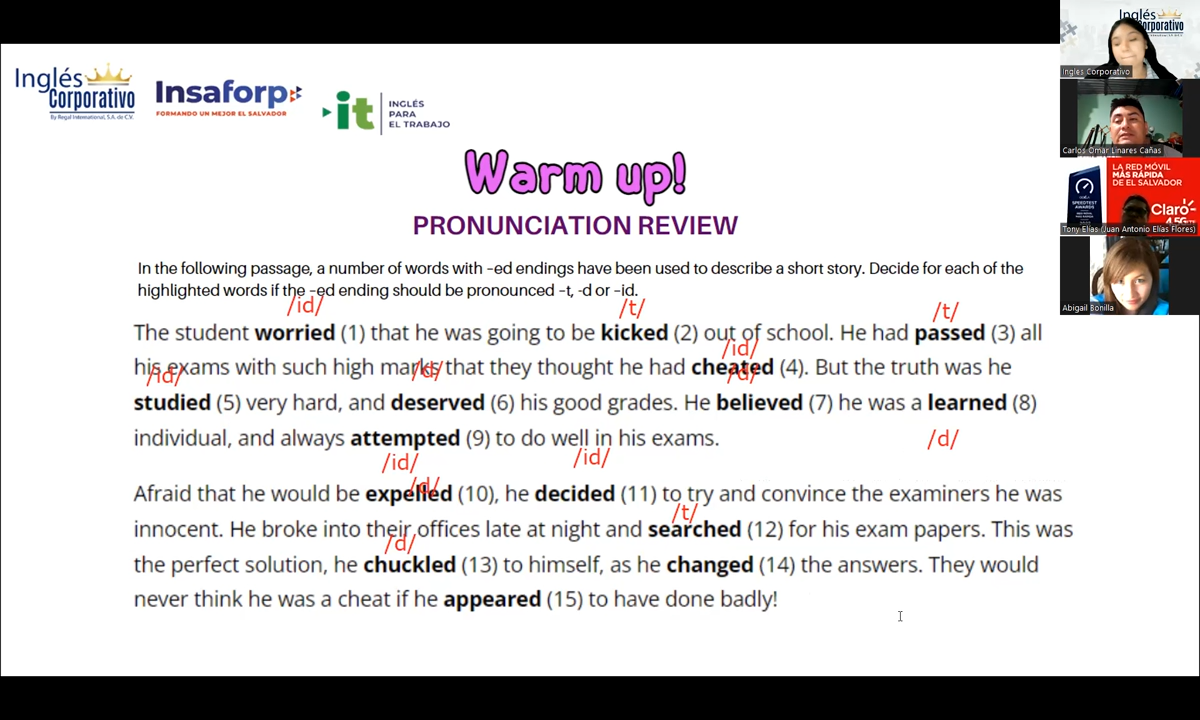 Inglés
Corporativo
By Regal International, S.A. de C.V.
Insaforp
FORMANDO UN MEJOR EL SALVADOR
it
INGLÉS
PARA
EL TRABAJO
Warm up!
PRONUNCIATION REVIEW
In the following passage, a number of words with –ed endings have been used to describe a short story. Decide for each of the
highlighted words if the –ed ending should be pronounced –t, -d or –id.
/id/ /t/ /t/
The student worried (1) that he was going to be kicked (2) out of school. He had passed (3) all
/id/
his exams with such high marks that they thought he had cheated (4). But the truth was he
/id/ /d/ /d/
studied (5) very hard, and deserved (6) his good grades. He believed (7) he was a learned (8)
individual, and always attempted (9) to do well in his exams.
/d/
/id/ /id/
Afraid that he would be expelled (10), he decided (11) to try and convince the examiners he was
/d/
/t/
innocent. He broke into their offices late at night and searched (12) for his exam papers. This was
/d/
the perfect solution, he chuckled (13) to himself, as he changed (14) the answers. They would
never think he was a cheat if he appeared (15) to have done badly!
Inglés
Corporativo
Ingles Corporativo
Carlos Omar Linares Cañas
LA RED MÓVIL
MÁS RÁPIDA
DE EL SALVADOR
SPEEDTEST
AWARDS
Claro
4.5G
Tony Elías (Juan Antonio Elías Flores)
Abigail Bonilla